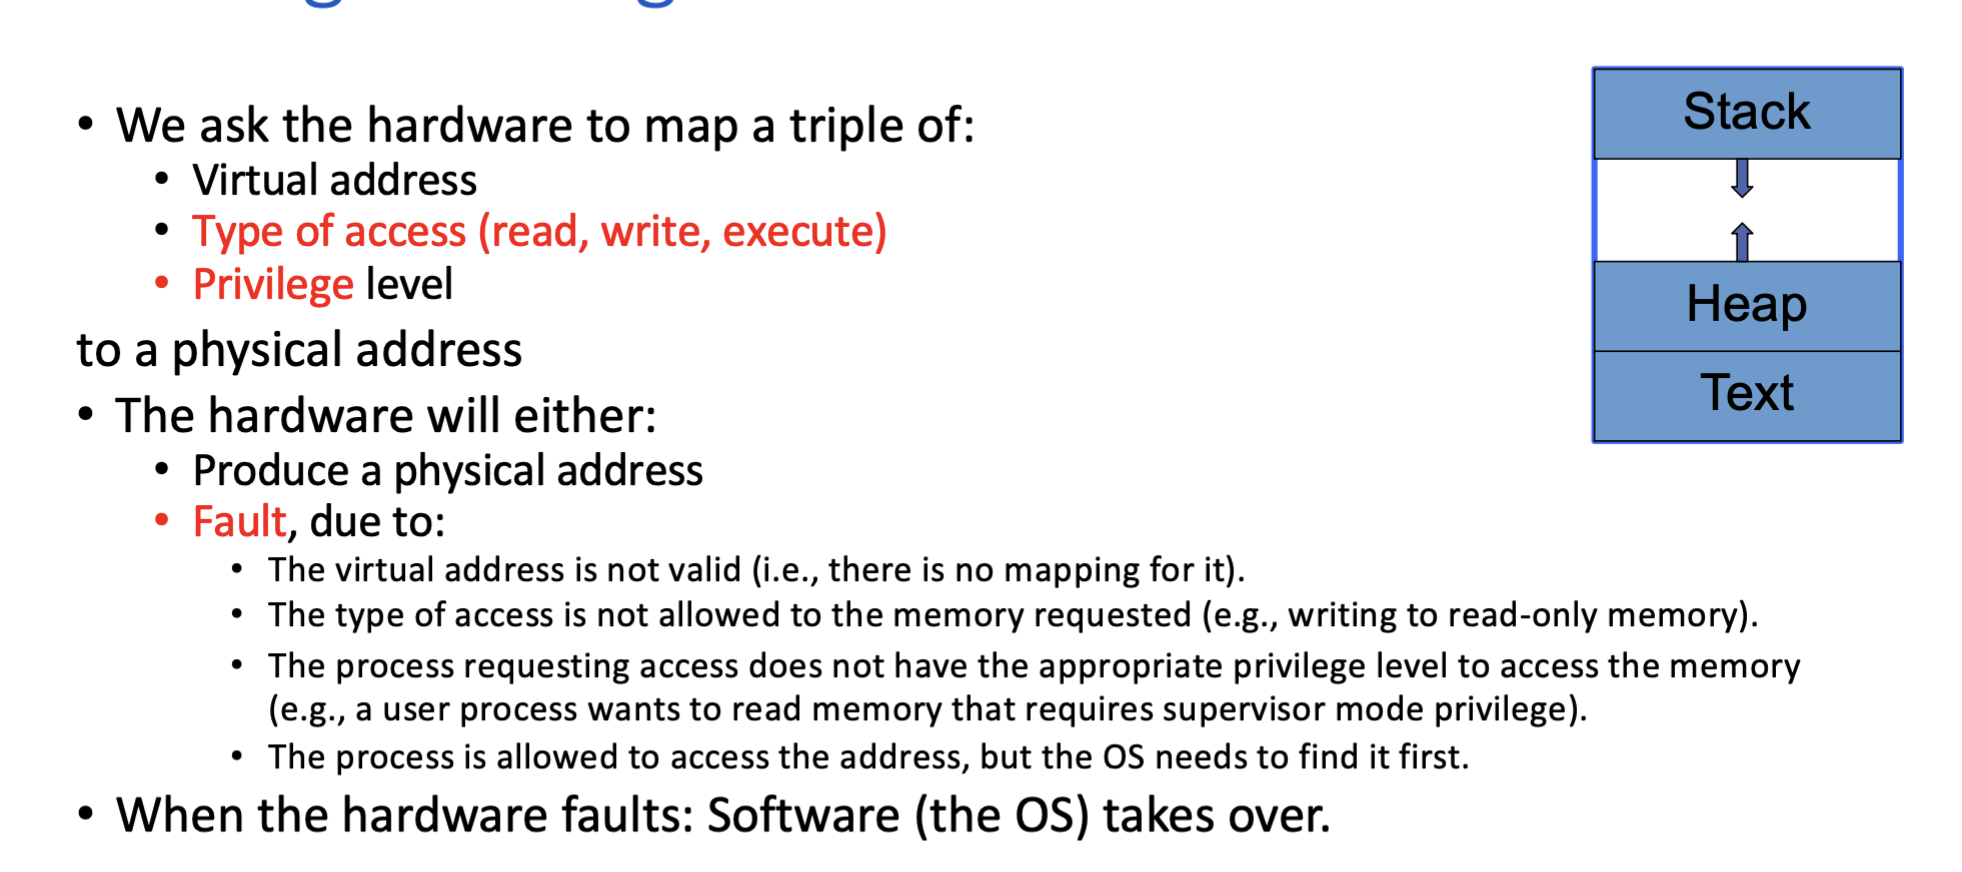 • We ask the hardware to map a triple of:
• Virtual address
• Type of access (read, write, execute)
• Privilege level
to a physical address
• The hardware will either:
• Produce a physical address
• Fault, due to:
• The virtual address is not valid (i.e., there is no mapping for it).
• The type of access is not allowed to the memory requested (e.g., writing to read-only memory).
• The process requesting access does not have the appropriate privilege level to access the memory
(e.g., a user process wants to read memory that requires supervisor mode privilege).
• The process is allowed to access the address, but the OS needs to find it first.
• When the hardware faults: Software (the OS) takes over.
Stack
Heap
Text